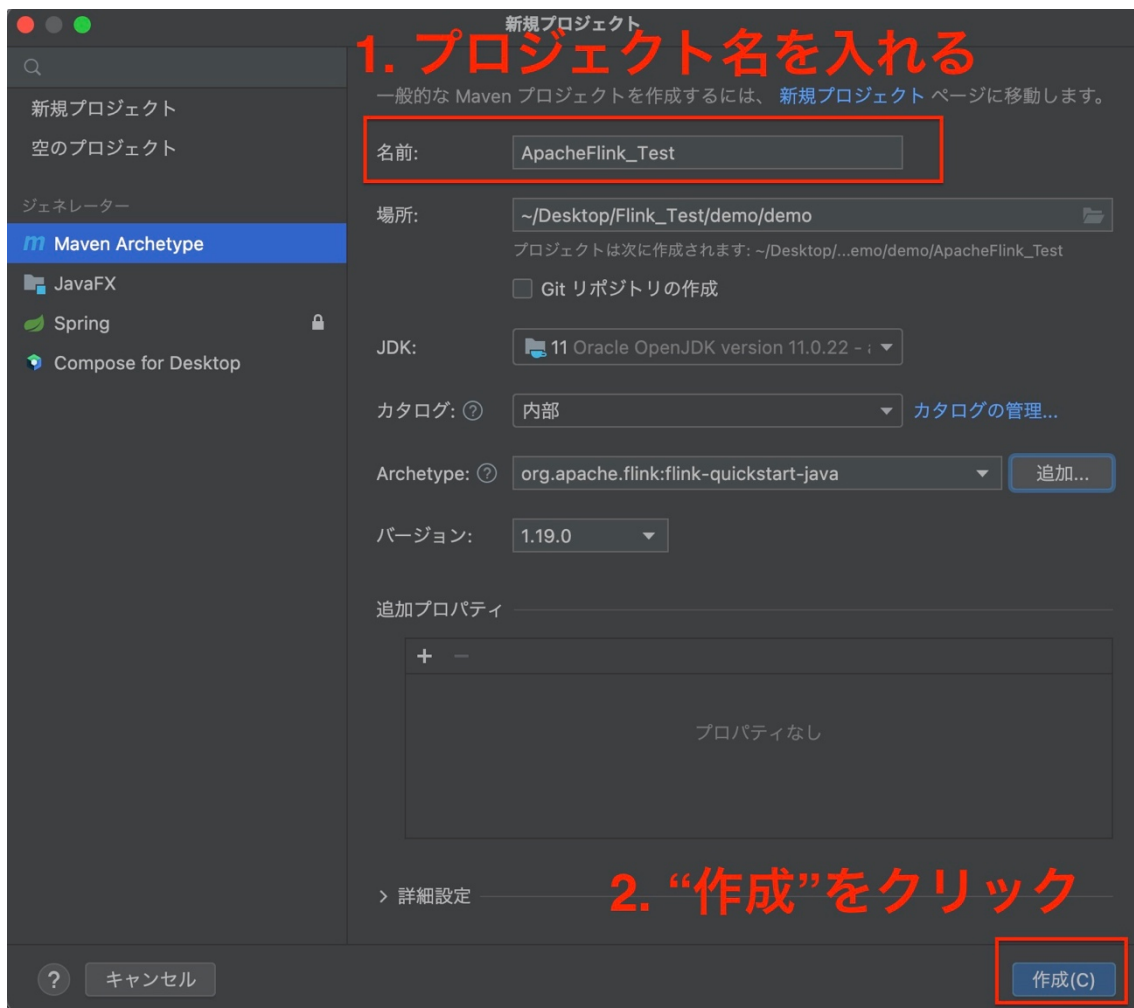 新規プロジェクト
1. プロジェクト名を入れる
新規プロジェクト
空のプロジェクト
ジェネレーター
Maven Archetype
JavaFX
Spring
Compose for Desktop
一般的な Maven プロジェクトを作成するには、 新規プロジェクト ページに移動します。
名前: ApacheFlink_Test
場所: ~/Desktop/Flink_Test/demo/demo
プロジェクトは次に作成されます: ~/Desktop/...emo/demo/ApacheFlink_Test
Git リポジトリの作成
JDK: 11 Oracle OpenJDK version 11.0.22 -
カタログ: ? 内部 カタログの管理...
Archetype: ? org.apache.flink:flink-quickstart-java 追加...
バージョン: 1.19.0
追加プロパティ
+ −
プロパティなし
> 詳細設定
2. “作成”をクリック
? キャンセル 作成(C)